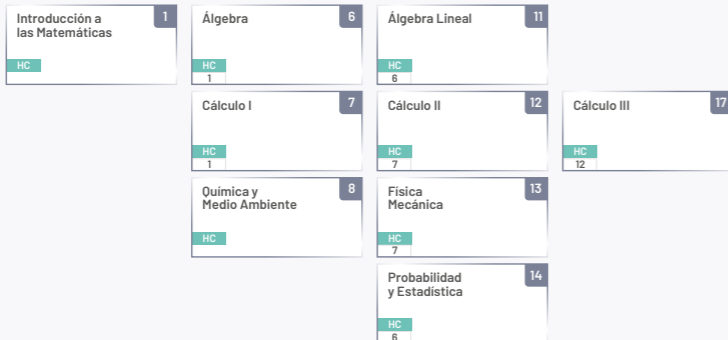 Introducción a
las Matemáticas
1
HC
Álgebra
6
HC
1
Álgebra Lineal
11
HC
6
Cálculo I
7
HC
1
Cálculo II
12
HC
7
Cálculo III
17
HC
12
Química y
Medio Ambiente
8
HC
Física
Mecánica
13
HC
7
Probabilidad
y Estadística
14
HC
6